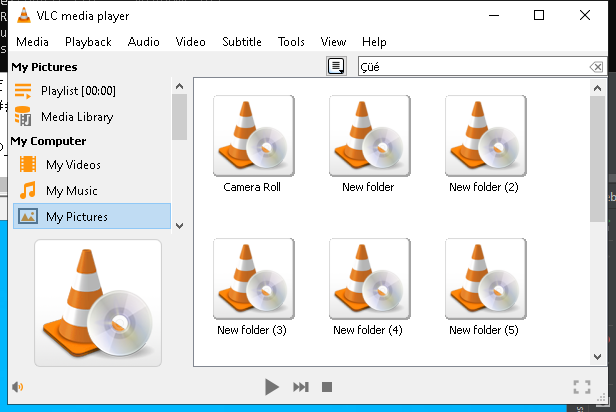 VLC media player
Media Playback Audio Video Subtitle Tools View Help
My Pictures
Çüé
Playlist [00:00]
Media Library
My Computer
My Videos
My Music
My Pictures
Camera Roll
New folder
New folder (2)
New folder (3)
New folder (4)
New folder (5)